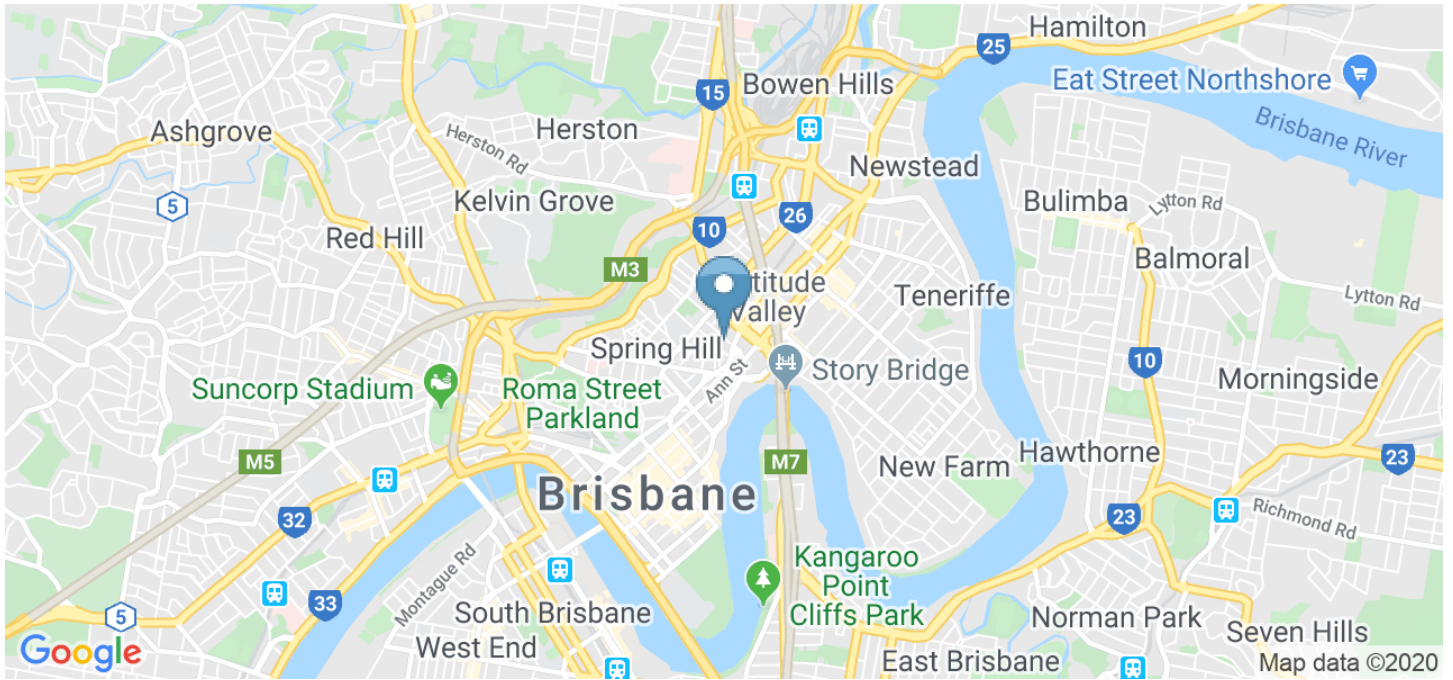 Hamilton
25
Eat Street Northshore
Bowen Hills
15
Brisbane River
Ashgrove
Herston
Herston Rd
Newstead
Kelvin Grove
5
Bulimba
Lytton Rd
26
10
Red Hill
Balmoral
M3
titude
Valley
Teneriffe
Lytton Rd
Spring Hill
Ann St
Story Bridge
10
Morningside
Suncorp Stadium
Roma Street
Parkland
M5
M7
New Farm
Hawthorne
23
Brisbane
32
23
Richmond Rd
Kangaroo
Point
Cliffs Park
Montague Rd
33
5
South Brisbane
Norman Park
West End
Seven Hills
East Brisbane
Google
Map data ©2020